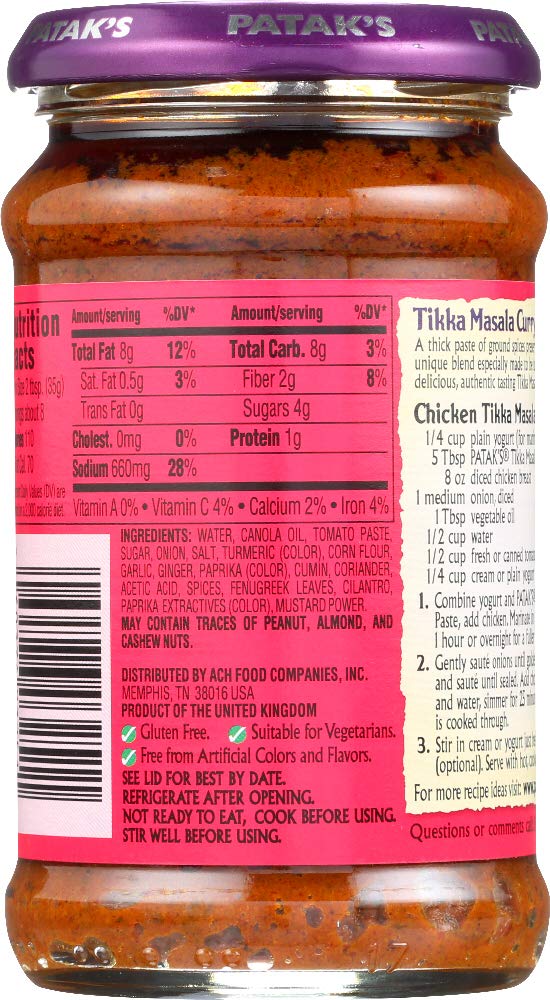 PATAK'S PATAK'S PATAK'S
Nutrition
Facts
Amount/serving %DV* Amount/serving %DV*
Total Fat 8g 12% Total Carb. 8g 3%
Sat. Fat 0.5g 3% Fiber 2g 8%
Trans Fat 0g Sugars 4g
Cholest. 0mg 0% Protein 1g
Sodium 660mg 28%
Vitamin A 0% • Vitamin C 4% • Calcium 2% • Iron 4%
INGREDIENTS: WATER, CANOLA OIL, TOMATO PASTE,
SUGAR, ONION, SALT, TURMERIC (COLOR), CORN FLOUR,
GARLIC, GINGER, PAPRIKA (COLOR), CUMIN, CORIANDER,
ACETIC ACID, SPICES, FENUGREEK LEAVES, CILANTRO,
PAPRIKA EXTRACTIVES (COLOR), MUSTARD POWER.
MAY CONTAIN TRACES OF PEANUT, ALMOND, AND
CASHEW NUTS.
DISTRIBUTED BY ACH FOOD COMPANIES, INC.
MEMPHIS, TN 38016 USA
PRODUCT OF THE UNITED KINGDOM
Gluten Free. Suitable for Vegetarians.
Free from Artificial Colors and Flavors.
SEE LID FOR BEST BY DATE.
REFRIGERATE AFTER OPENING.
NOT READY TO EAT, COOK BEFORE USING.
STIR WELL BEFORE USING.
Tikka Masala Curry
A thick paste of ground spices
unique blend especially made to
delicious, authentic tasting Tikka
Chicken Tikka Masala
1/4 cup plain yogurt (for
5 Tbsp PATAK'S® Tikka
8 oz diced chicken breast
1 medium onion, diced
1 Tbsp vegetable oil
1/2 cup water
1/2 cup fresh or canned
1/4 cup cream or plain yogurt
1. Combine yogurt and PATAK'S
Paste, add chicken. Marinate
1 hour or overnight for a
2. Gently sauté onions until
and sauté until sealed. Add
and water, simmer for 25
is cooked through.
3. Stir in cream or yogurt
(optional). Serve with hot,
For more recipe ideas visit:
Questions or comments call
17